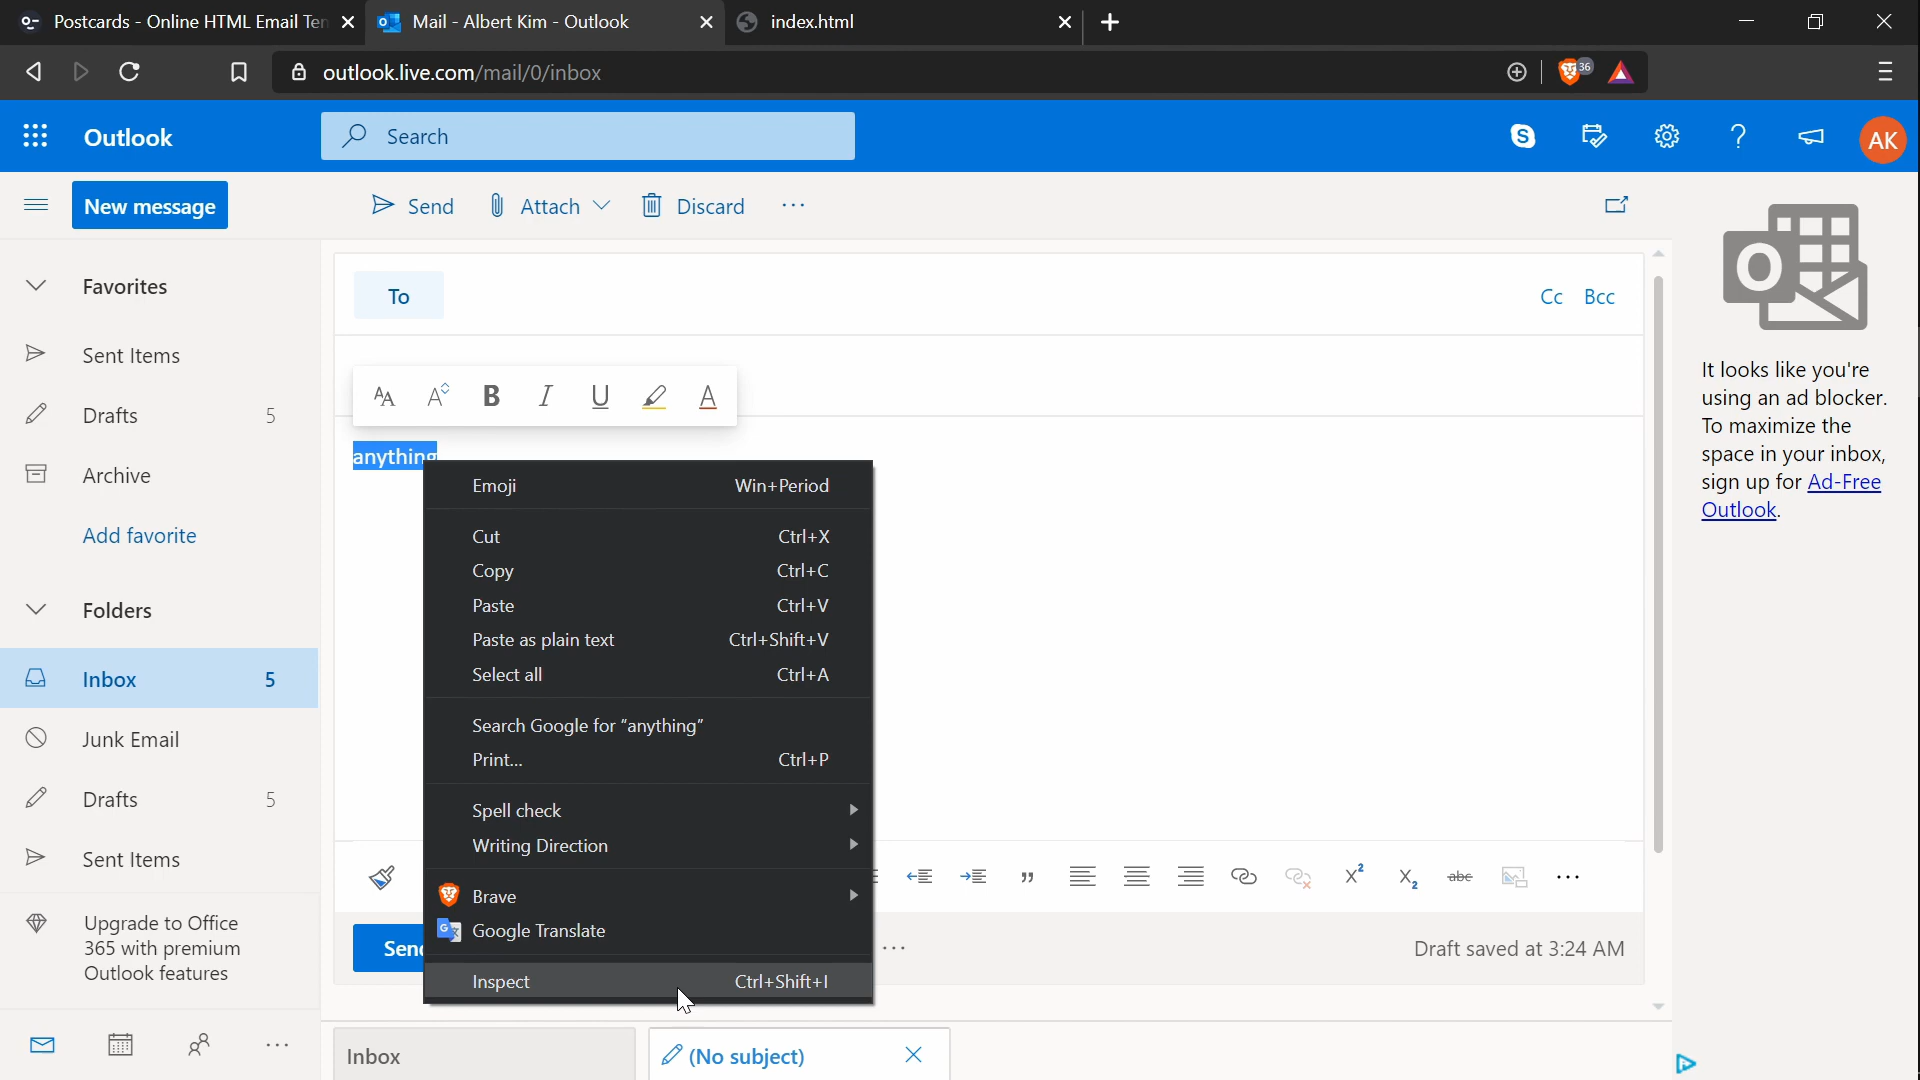 Postcards - Online HTML Email Ten
Mail - Albert Kim - Outlook
index.html
outlook.live.com/mail/0/inbox
36
Outlook
Search
S
AK
New message
Send
Attach
Discard
Favorites
Sent Items
Drafts 5
Archive
Add favorite
Folders
Inbox 5
Junk Email
Drafts 5
Sent Items
Upgrade to Office
365 with premium
Outlook features
To
Cc Bcc
anything
Emoji Win+Period
Cut Ctrl+X
Copy Ctrl+C
Paste Ctrl+V
Paste as plain text Ctrl+Shift+V
Select all Ctrl+A
Search Google for “anything”
Print... Ctrl+P
Spell check
Writing Direction
Brave
Google Translate
Inspect Ctrl+Shift+I
abc
Send
Draft saved at 3:24 AM
Inbox
(No subject)
It looks like you're
using an ad blocker.
To maximize the
space in your inbox,
sign up for Ad-Free
Outlook.